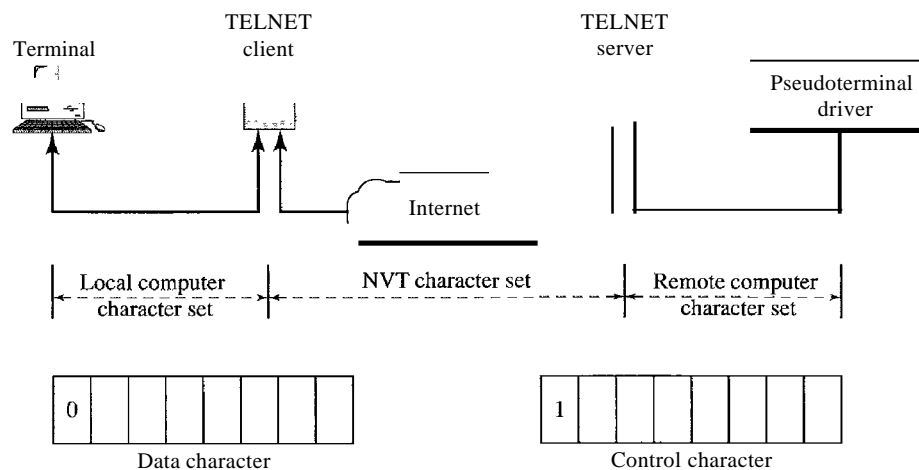 TELNET
client
TELNET
server
Terminal
Pseudoterminal
driver
Internet
Local computer
character set
NVT character set
Remote computer
character set
0
1
Data character
Control character